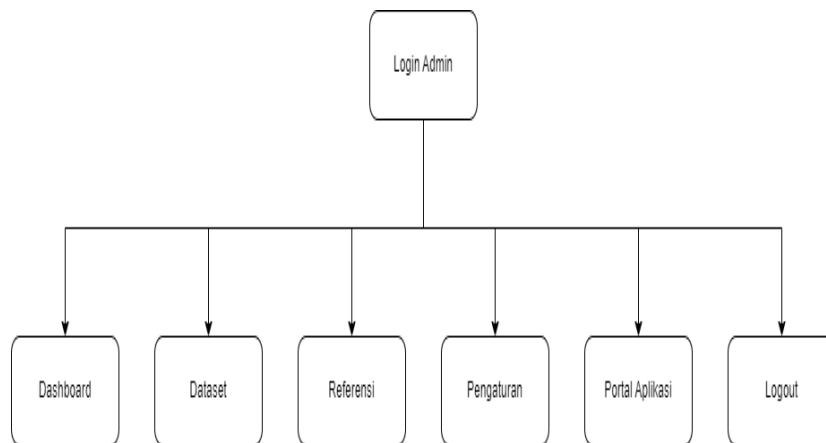 Login Admin
Dashboard
Dataset
Referensi
Pengaturan
Portal Aplikasi
Logout